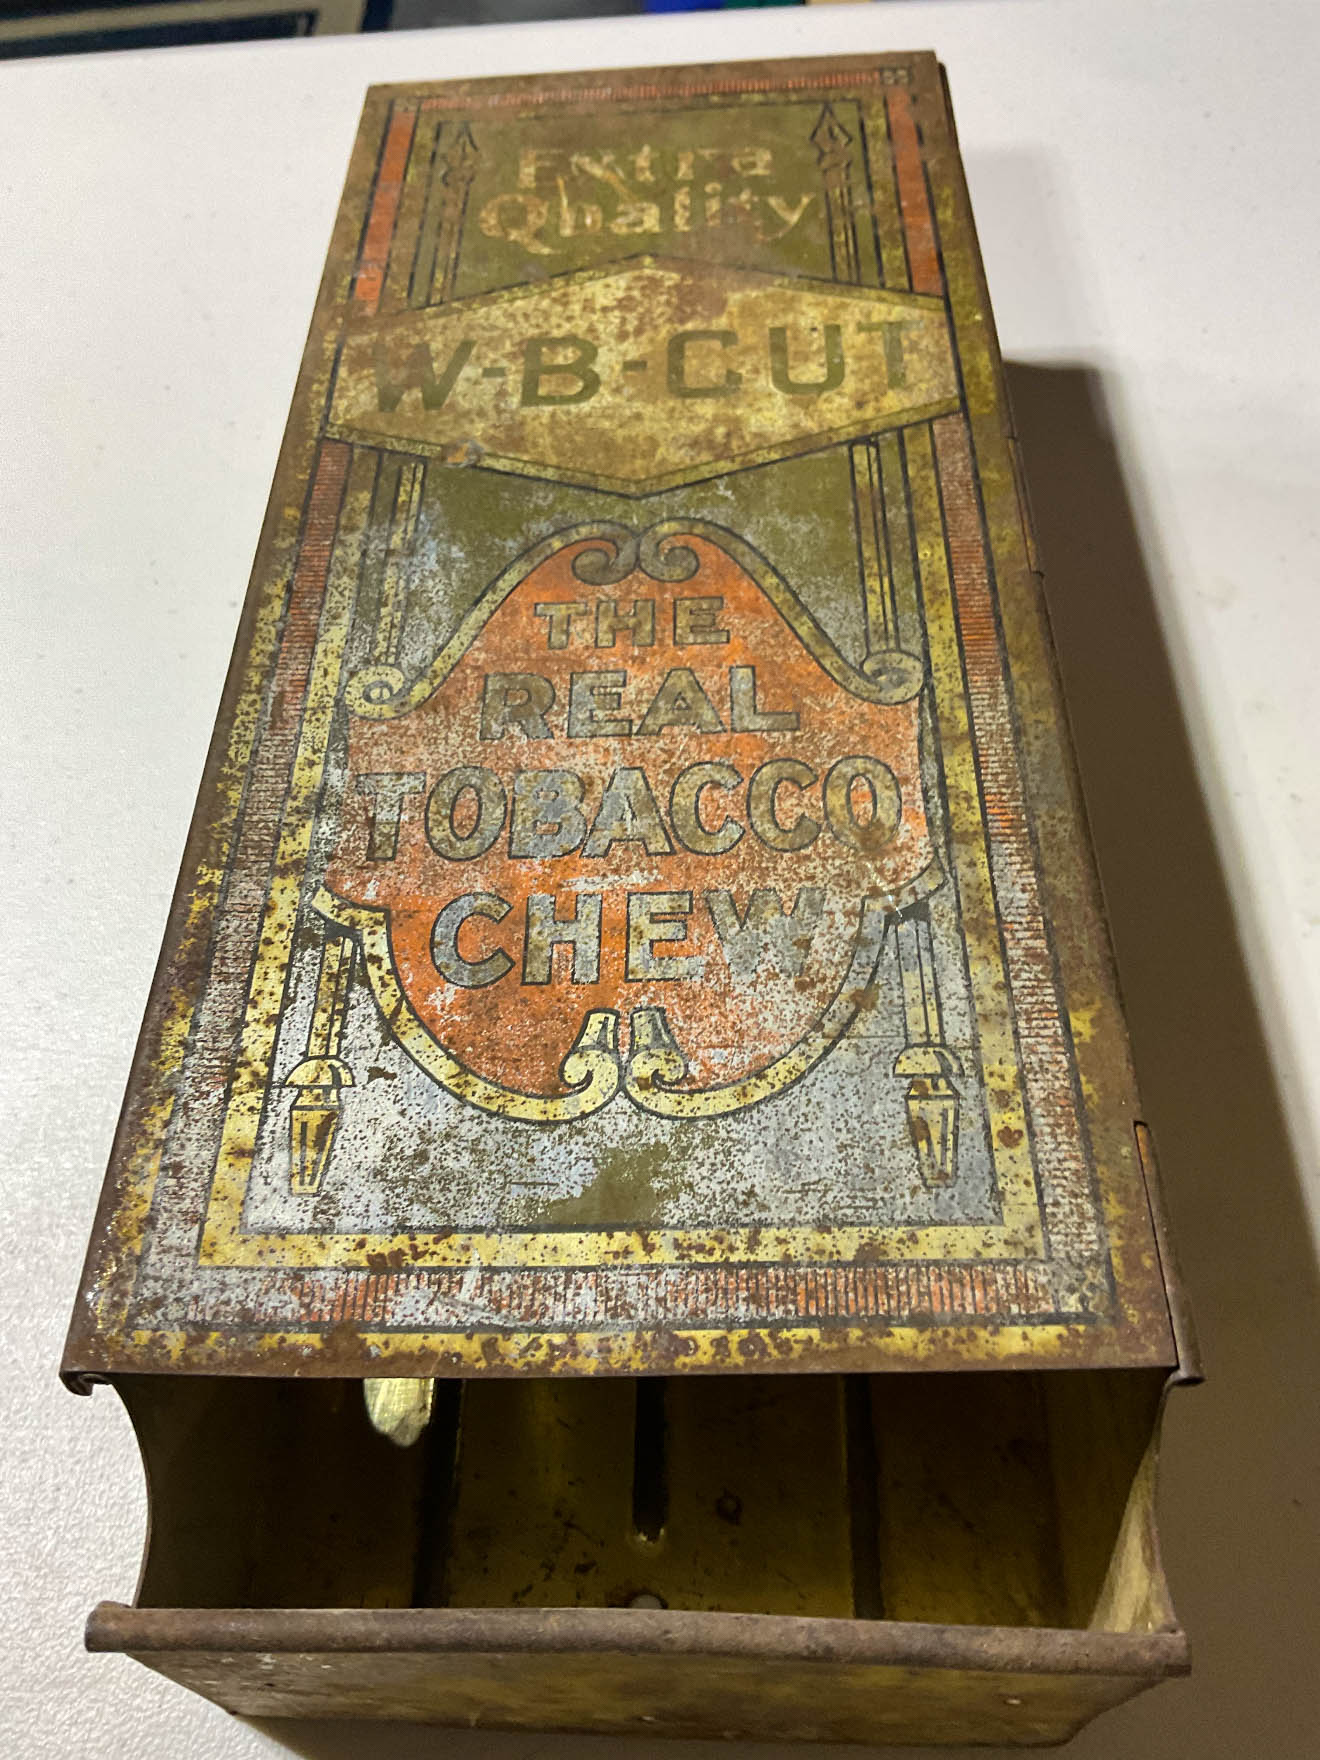 Extra
Quality
W-B-CUT
THE
REAL
TOBACCO
CHEW